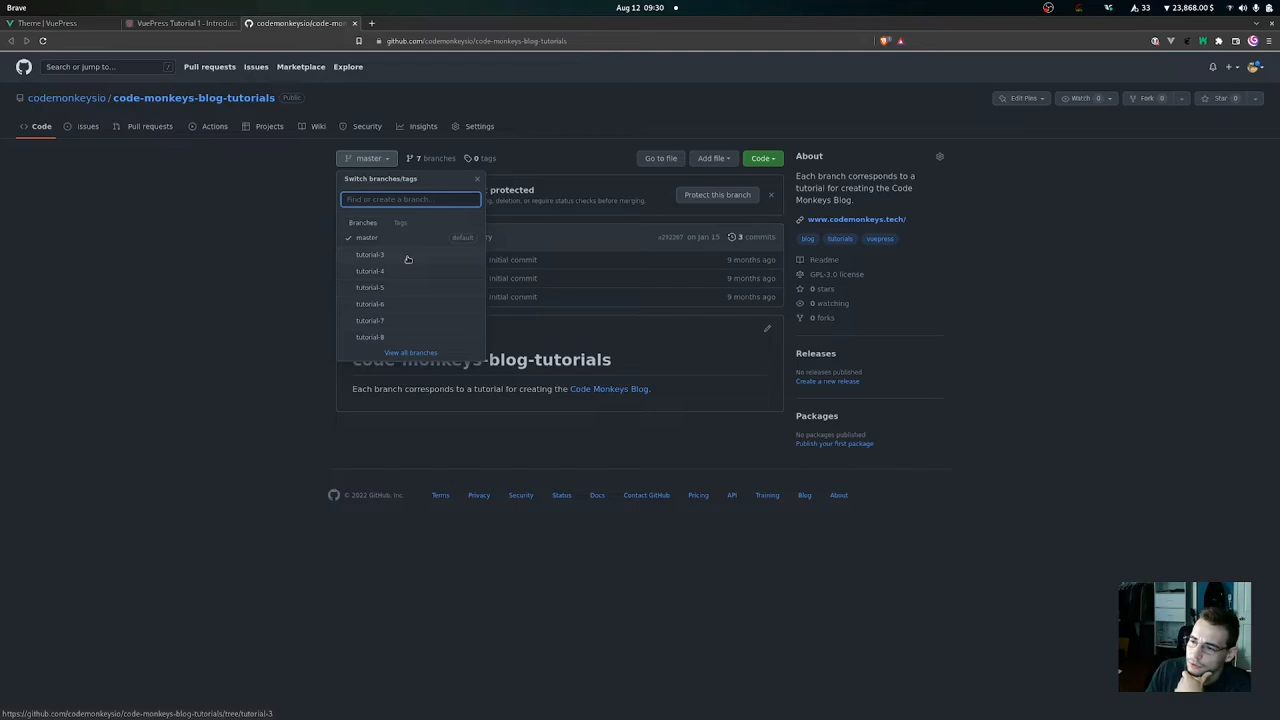 Brave
Aug 12 09:30
33
23,868.00 $
Theme | VuePress
VuePress Tutorial 1 - Introduc
codemonkeysio/code-mon
github.com/codemonkeysio/code-monkeys-blog-tutorials
Search or jump to...
/
Pull requests
Issues
Marketplace
Explore
codemonkeysio / code-monkeys-blog-tutorials
Public
Edit Pins
Watch 0
Fork 0
Star 0
Code
Issues
Pull requests
Actions
Projects
Wiki
Security
Insights
Settings
master
7 branches
0 tags
Go to file
Add file
Code
Switch branches/tags
Find or create a branch...
Branches
Tags
master
default
tutorial-3
tutorial-4
tutorial-5
tutorial-6
tutorial-7
tutorial-8
View all branches
protected
deletion, or require status checks before merging.
Protect this branch
on Jan 15
3 commits
Initial commit
9 months ago
Initial commit
9 months ago
Initial commit
9 months ago
code-monkeys-blog-tutorials
Each branch corresponds to a tutorial for creating the Code Monkeys Blog.
About
Each branch corresponds to a
tutorial for creating the Code
Monkeys Blog.
www.codemonkeys.tech/
blog
tutorials
vuepress
Readme
GPL-3.0 license
0 stars
0 watching
0 forks
Releases
No releases published
Create a new release
Packages
No packages published
Publish your first package
© 2022 GitHub, Inc.
Terms
Privacy
Security
Status
Docs
Contact GitHub
Pricing
API
Training
Blog
About
https://github.com/codemonkeysio/code-monkeys-blog-tutorials/tree/tutorial-3